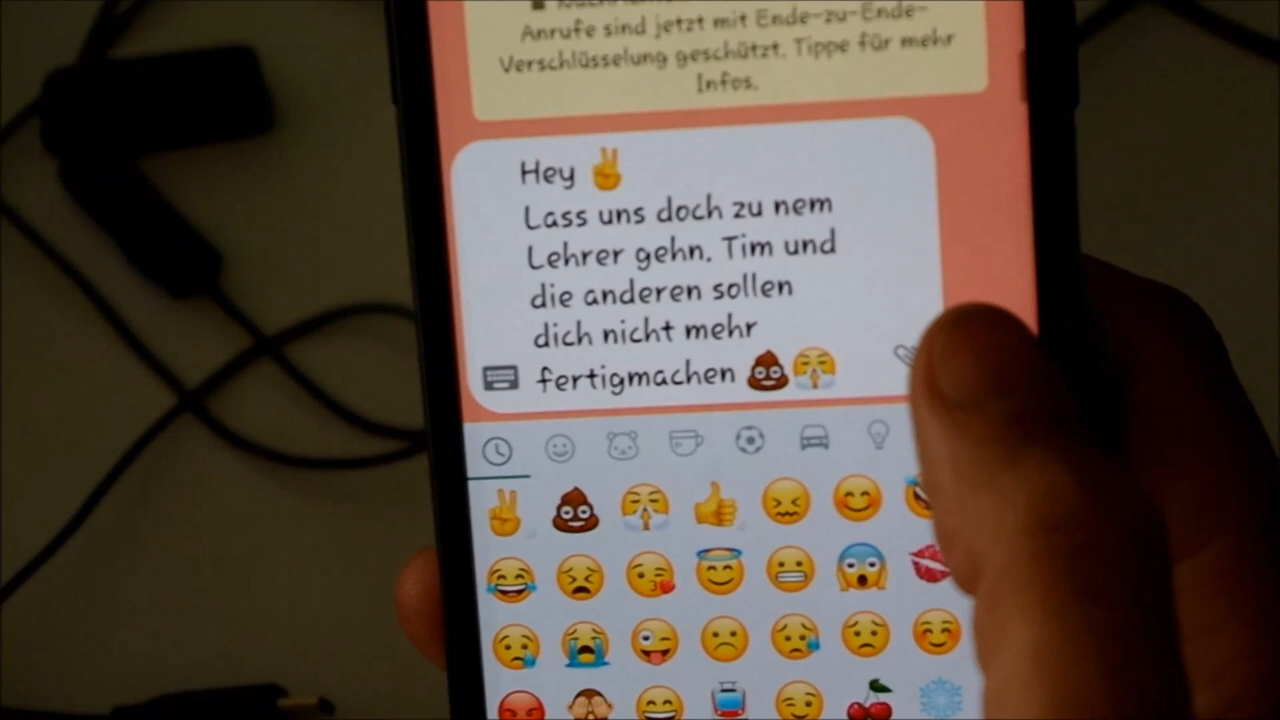 Anrufe sind jetzt mit Ende-zu-Ende-
Verschlüsselung geschützt. Tippe für mehr
Infos.
Hey ✌
Lass uns doch zu nem
Lehrer gehn. Tim und
die anderen sollen
dich nicht mehr
fertigmachen 💩😤